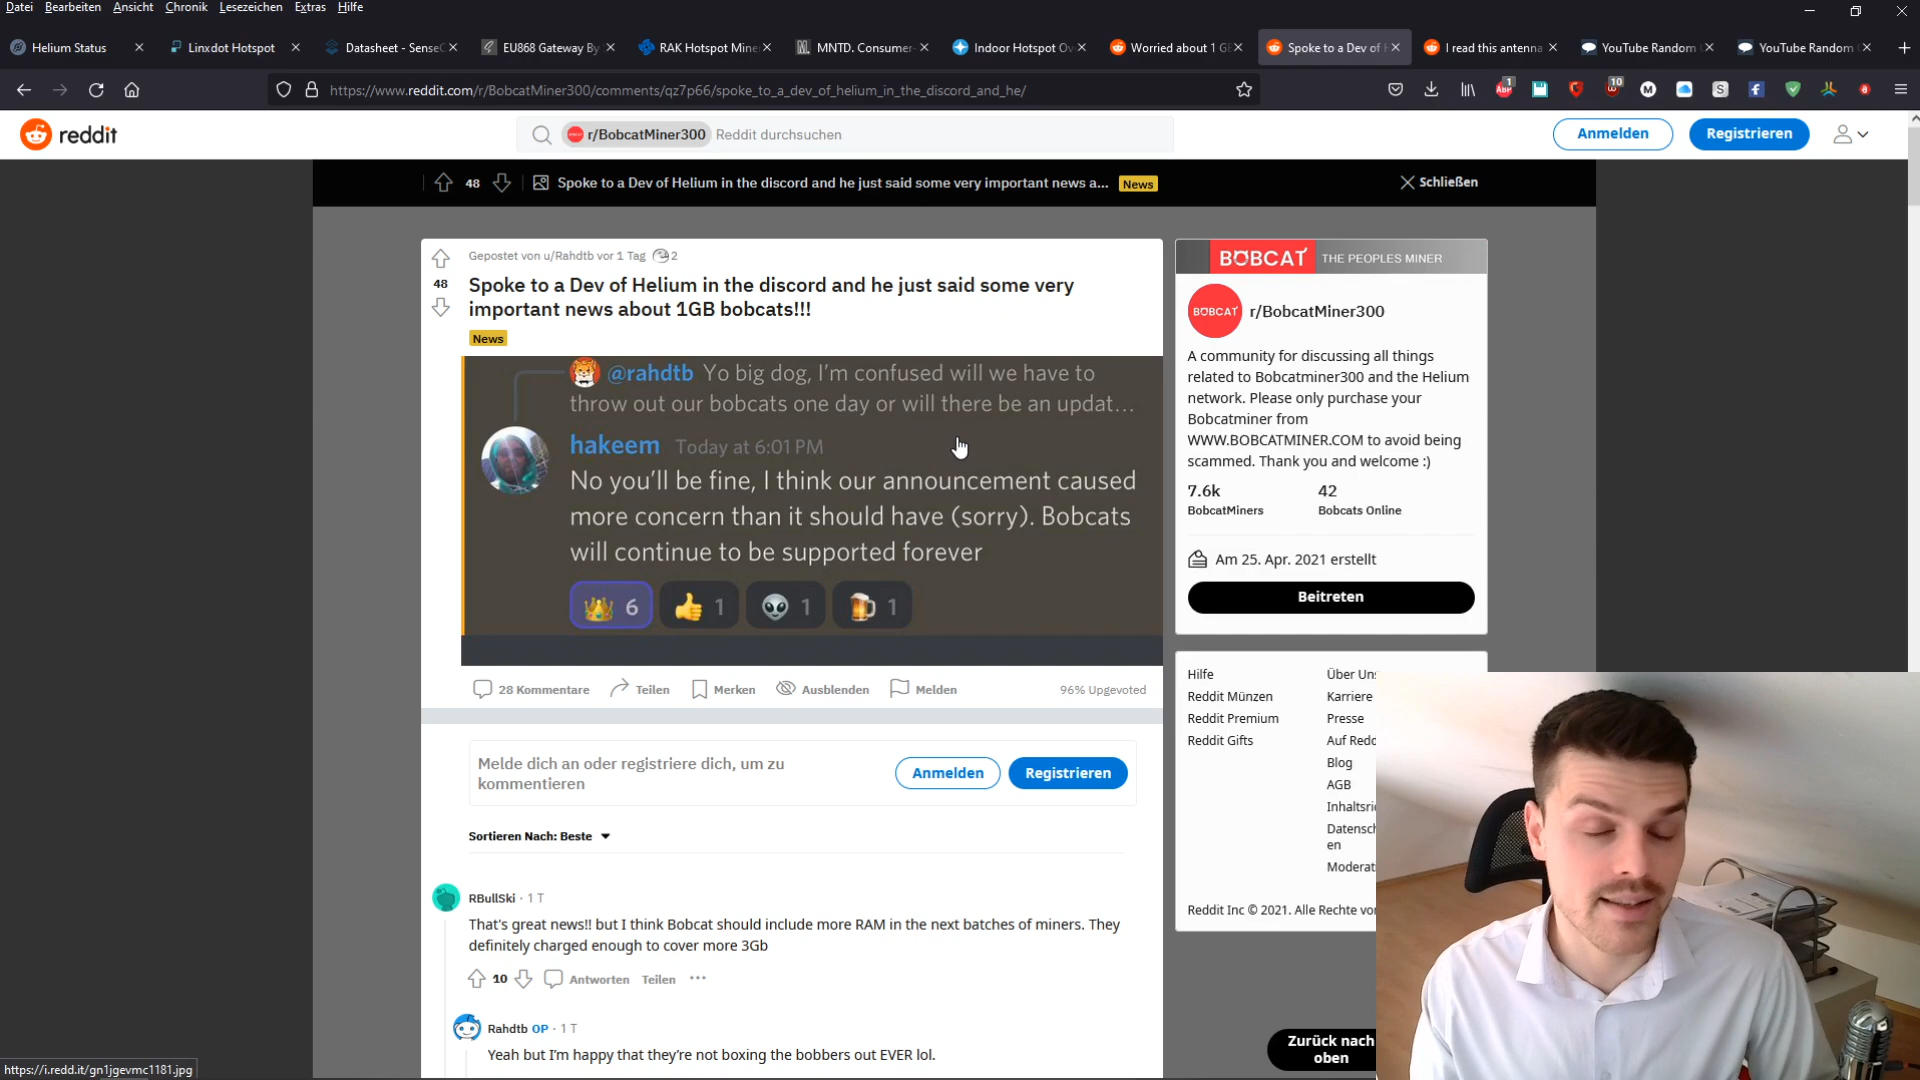 Datei Bearbeiten Ansicht Chronik Lesezeichen Extras Hilfe
Helium Status
Linxdot Hotspot
Datasheet - Sense
EU868 Gateway By
RAK Hotspot Mine
MNTD. Consumer
Indoor Hotspot Ov
Worried about 1 G
Spoke to a Dev of H
I read this antenna
YouTube Random
YouTube Random
https://www.reddit.com/r/BobcatMiner300/comments/qz7p66/spoke_to_a_dev_of_helium_in_the_discord_and_he/
1
10
reddit
r/BobcatMiner300 Reddit durchsuchen
Anmelden
Registrieren
48 Spoke to a Dev of Helium in the discord and he just said some very important news a... News
Schließen
Gepostet von u/Rahdtb vor 1 Tag 2
48
Spoke to a Dev of Helium in the discord and he just said some very
important news about 1GB bobcats!!!
News
@rahdtb Yo big dog, I'm confused will we have to
throw out our bobcats one day or will there be an updat...
hakeem Today at 6:01 PM
No you'll be fine, I think our announcement caused
more concern than it should have (sorry). Bobcats
will continue to be supported forever
6 1 1 1
28 Kommentare Teilen Merken Ausblenden Melden 96% Upgevoted
Melde dich an oder registriere dich, um zu
kommentieren
Anmelden
Registrieren
Sortieren Nach: Beste
RBullSki · 1 T
That's great news!! but I think Bobcat should include more RAM in the next batches of miners. They
definitely charged enough to cover more 3Gb
10 Antworten Teilen ···
Rahdtb OP · 1 T
Yeah but I'm happy that they're not boxing the bobbers out EVER lol.
BOBCAT THE PEOPLES MINER
BOBCAT
r/BobcatMiner300
A community for discussing all things
related to Bobcatminer300 and the Helium
network. Please only purchase your
Bobcatminer from
WWW.BOBCATMINER.COM to avoid being
scammed. Thank you and welcome :)
7.6k 42
BobcatMiners Bobcats Online
Am 25. Apr. 2021 erstellt
Beitreten
Hilfe Über Uns
Reddit Münzen Karriere
Reddit Premium Presse
Reddit Gifts Auf Redd
Blog
AGB
Inhaltsri
Datensch
en
Moderat
Reddit Inc © 2021. Alle Rechte vor
Zurück nach
oben
https://i.redd.it/gn1jgevmc1181.jpg